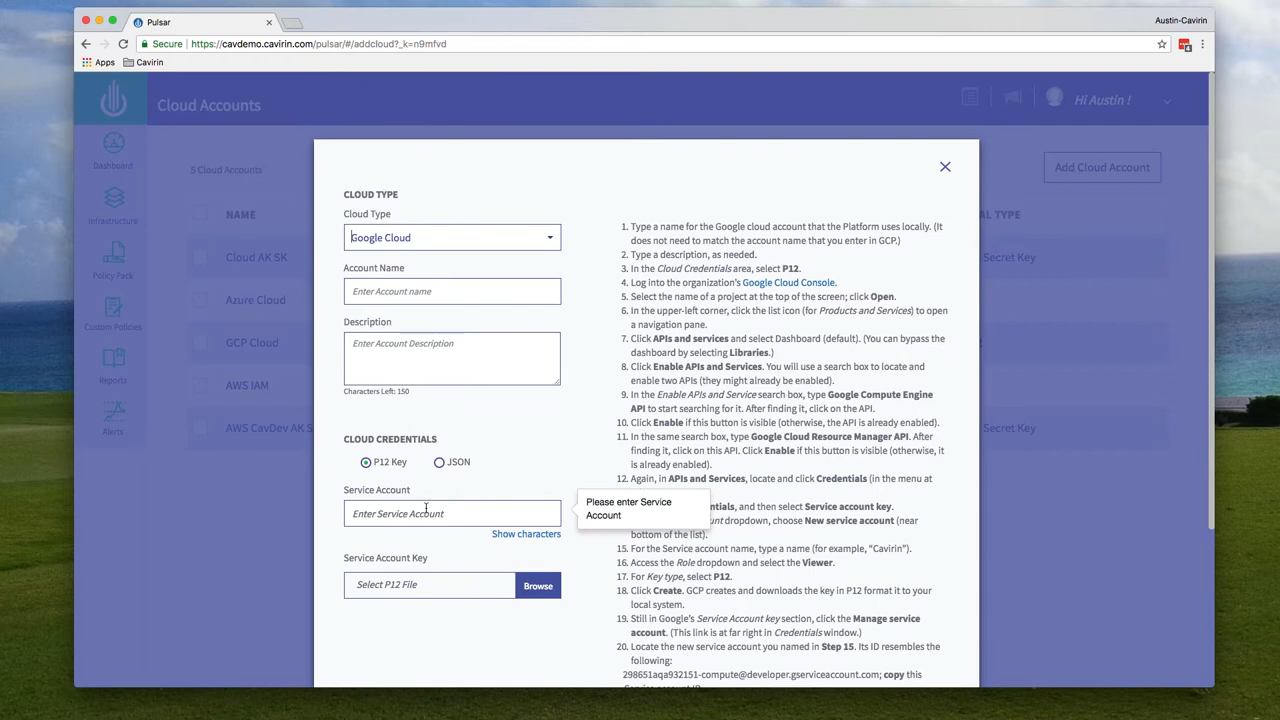 Pulsar
Austin-Cavirin
Secure
https://cavdemo.cavirin.com/pulsar/#/addcloud?_k=n9mfvd
Apps
Cavirin
Cloud Accounts
Hi Austin !
Dashboard
Infrastructure
Policy Pack
Custom Policies
Reports
Alerts
5 Cloud Accounts
Add Cloud Account
NAME
AL TYPE
Cloud AK SK
Secret Key
Azure Cloud
GCP Cloud
AWS IAM
AWS CavDev AK S
Secret Key
CLOUD TYPE
Cloud Type
Google Cloud
Account Name
Enter Account name
Description
Enter Account Description
Characters Left: 150
CLOUD CREDENTIALS
P12 Key
JSON
Service Account
Enter Service Account
Show characters
Service Account Key
Select P12 File
Browse
Please enter Service
Account
1. Type a name for the Google cloud account that the Platform uses locally. (It
does not need to match the account name that you enter in GCP.)
2. Type a description, as needed.
3. In the Cloud Credentials area, select P12.
4. Log into the organization's Google Cloud Console.
5. Select the name of a project at the top of the screen; click Open.
6. In the upper-left corner, click the list icon (for Products and Services) to open
a navigation pane.
7. Click APIs and services and select Dashboard (default). (You can bypass the
dashboard by selecting Libraries.)
8. Click Enable APIs and Services. You will use a search box to locate and
enable two APIs (they might already be enabled).
9. In the Enable APIs and Service search box, type Google Compute Engine
API to start searching for it. After finding it, click on the API.
10. Click Enable if this button is visible (otherwise, the API is already enabled).
11. In the same search box, type Google Cloud Resource Manager API. After
finding it, click on this API. Click Enable if this button is visible (otherwise, it
is already enabled).
12. Again, in APIs and Services, locate and click Credentials (in the menu at
entials, and then select Service account key.
unt dropdown, choose New service account (near
bottom of the list).
15. For the Service account name, type a name (for example, "Cavirin").
16. Access the Role dropdown and select the Viewer.
17. For Key type, select P12.
18. Click Create. GCP creates and downloads the key in P12 format it to your
local system.
19. Still in Google's Service Account key section, click the Manage service
account. (This link is at far right in Credentials window.)
20. Locate the new service account you named in Step 15. Its ID resembles the
following:
298651aqa932151-compute@developer.gserviceaccount.com; copy this